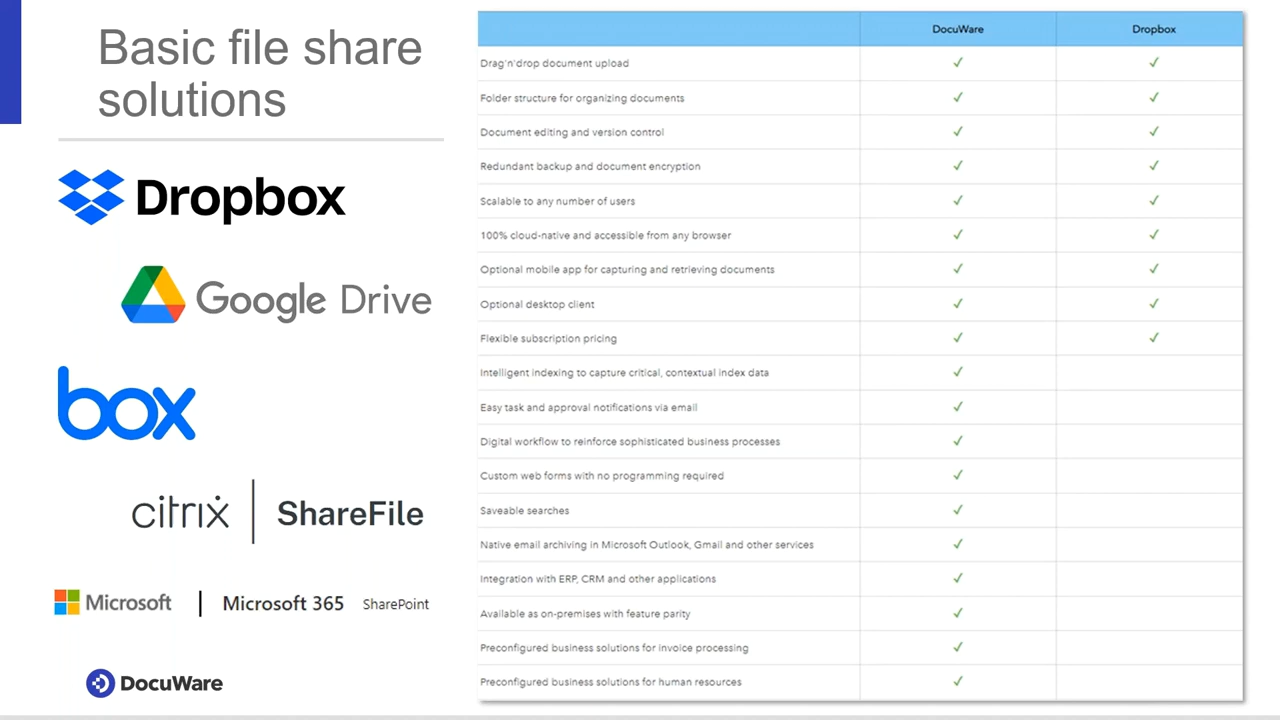 Basic file share
solutions
Dropbox
Google Drive
box
citrix | ShareFile
Microsoft | Microsoft 365 SharePoint
DocuWare
DocuWare Dropbox
Drag'n'drop document upload ✓ ✓
Folder structure for organizing documents ✓ ✓
Document editing and version control ✓ ✓
Redundant backup and document encryption ✓ ✓
Scalable to any number of users ✓ ✓
100% cloud-native and accessible from any browser ✓ ✓
Optional mobile app for capturing and retrieving documents ✓ ✓
Optional desktop client ✓ ✓
Flexible subscription pricing ✓ ✓
Intelligent indexing to capture critical, contextual index data ✓
Easy task and approval notifications via email ✓
Digital workflow to reinforce sophisticated business processes ✓
Custom web forms with no programming required ✓
Saveable searches ✓
Native email archiving in Microsoft Outlook, Gmail and other services ✓
Integration with ERP, CRM and other applications ✓
Available as on-premises with feature parity ✓
Preconfigured business solutions for invoice processing ✓
Preconfigured business solutions for human resources ✓